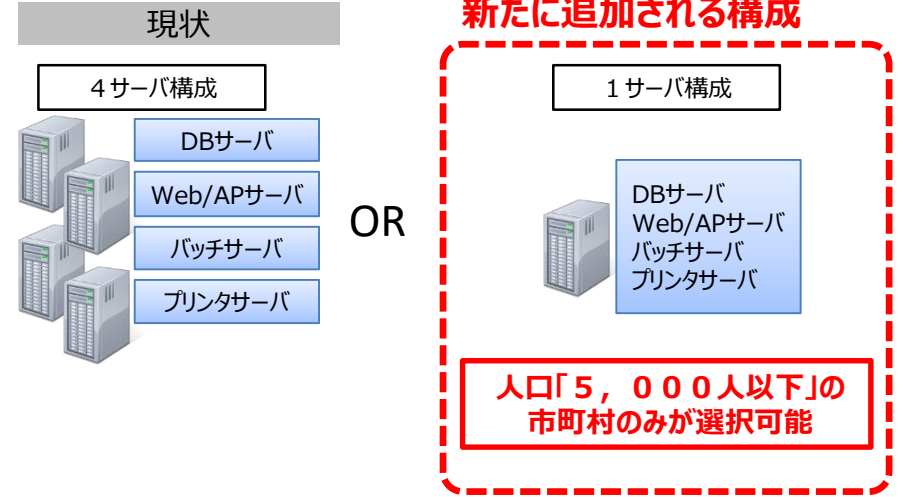 現状
４サーバ構成
DBサーバ
Web/APサーバ
バッチサーバ
プリンタサーバ
OR
新たに追加される構成
１サーバ構成
DBサーバ
Web/APサーバ
バッチサーバ
プリンタサーバ
人口「５，０００人以下」の
市町村のみが選択可能